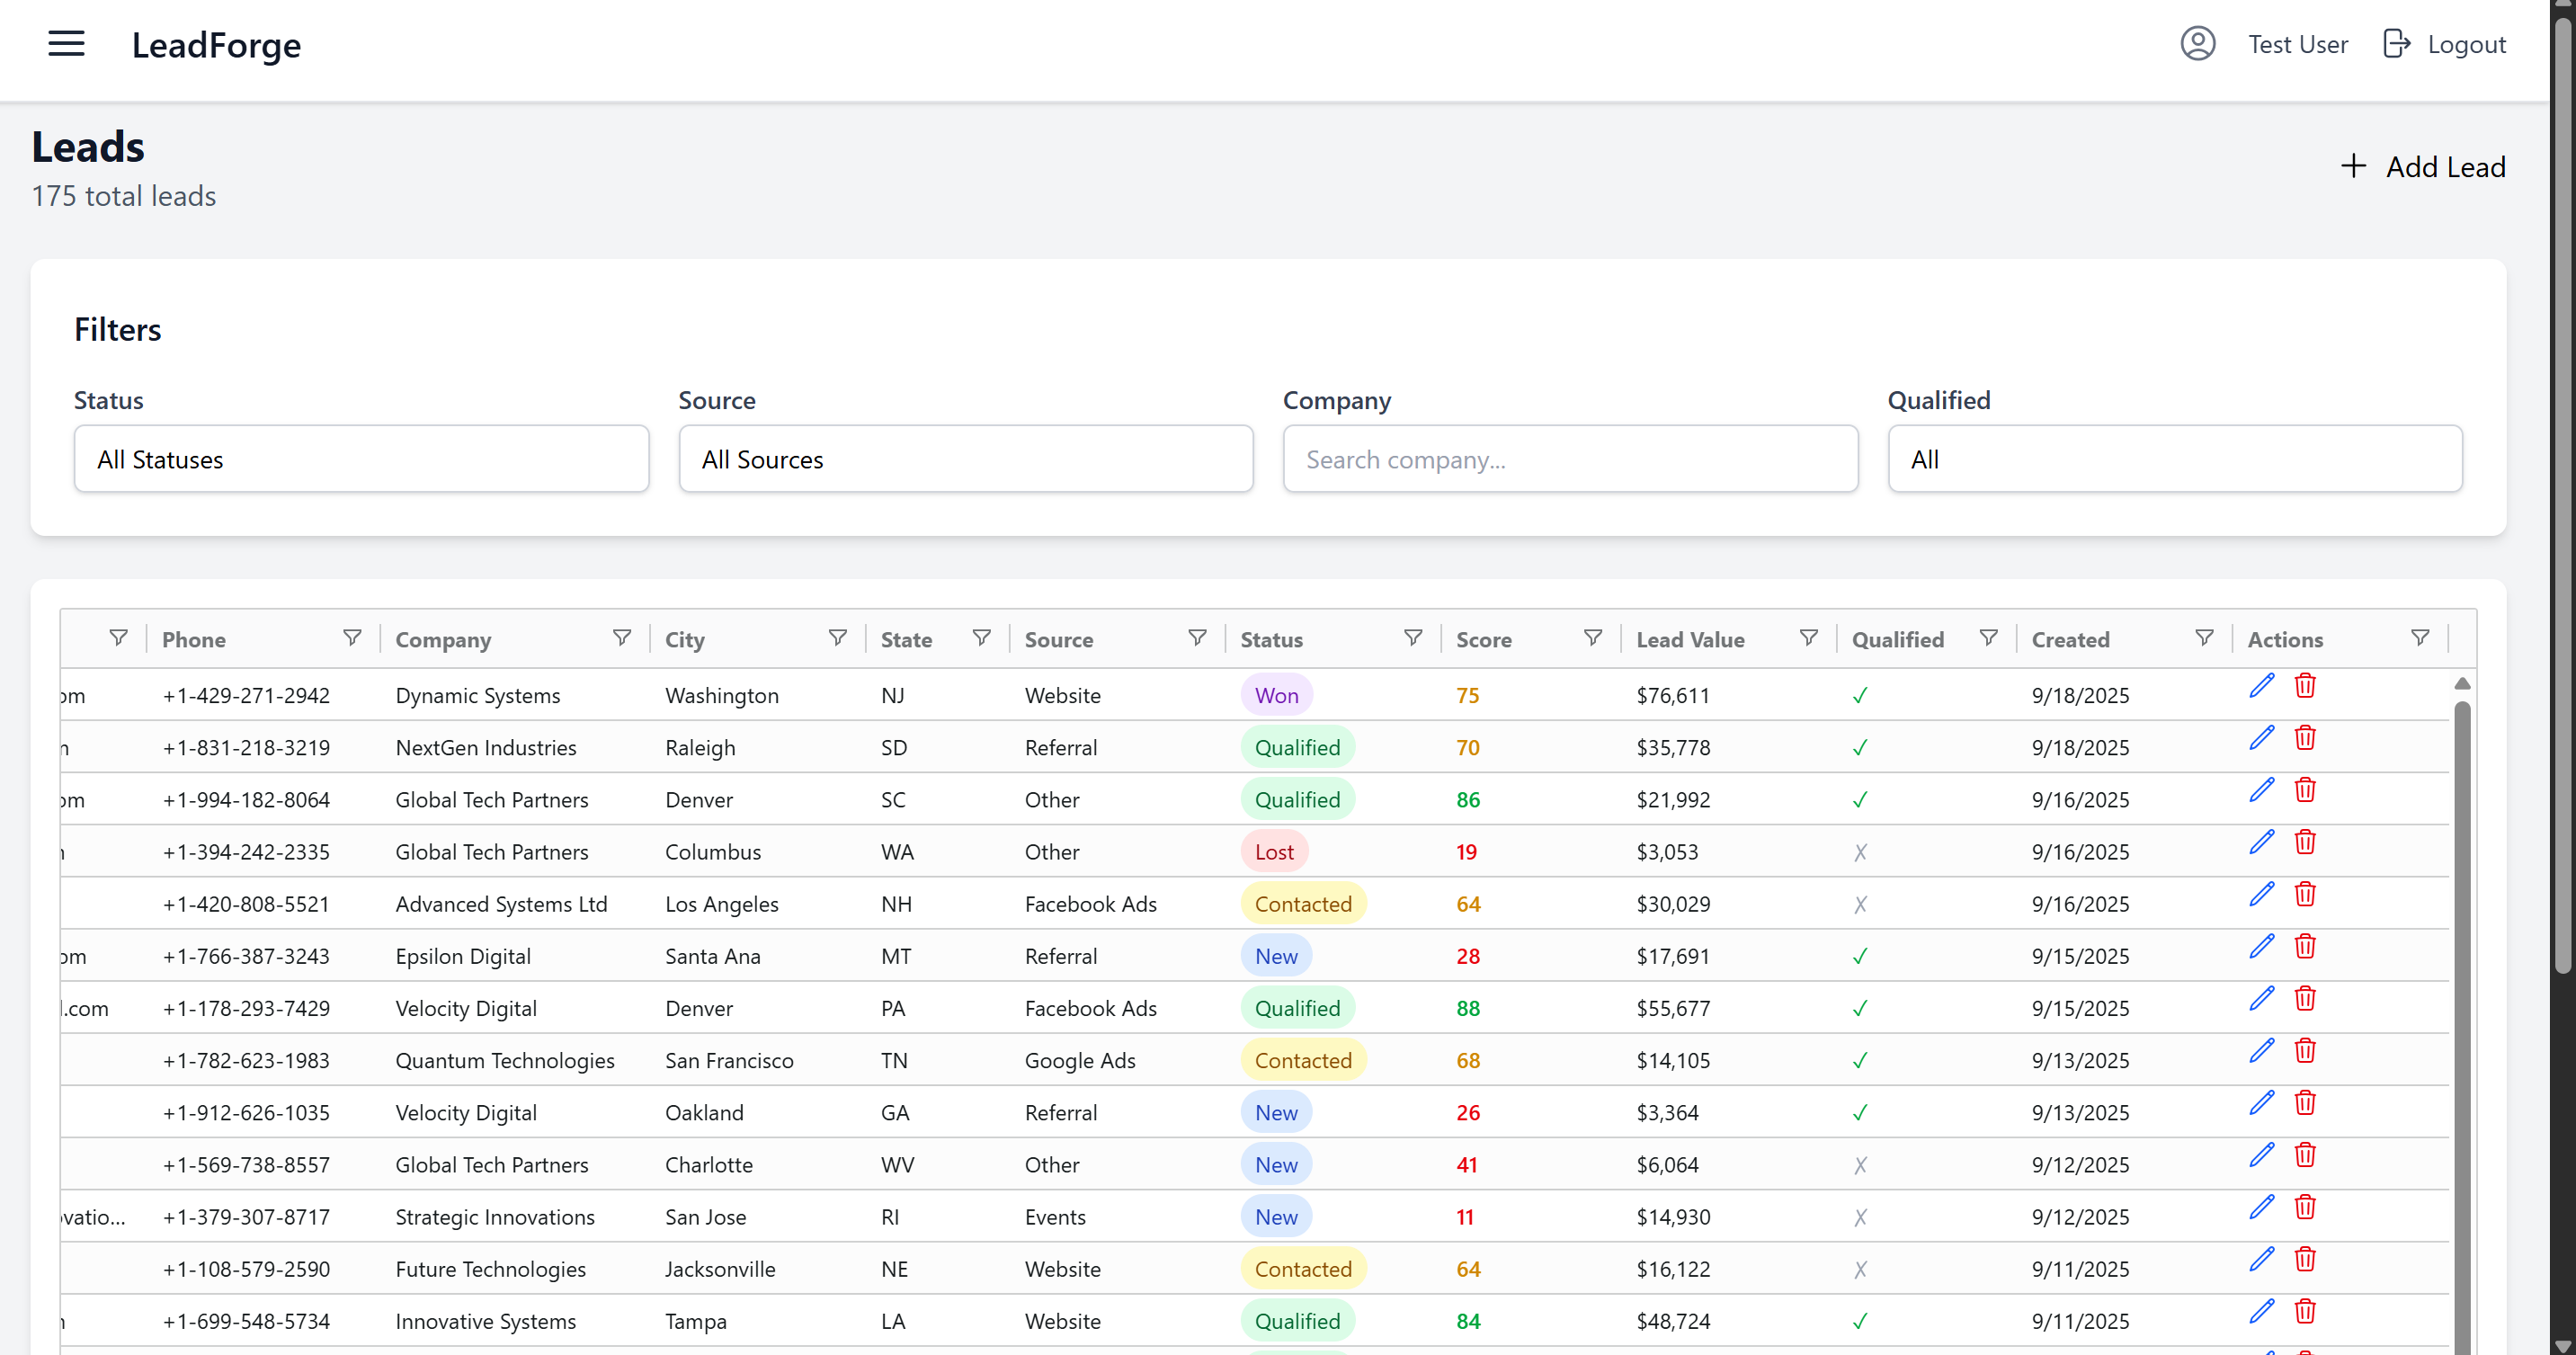 LeadForge
Test User
Logout
Leads
175 total leads
Add Lead
Filters
Status Source Company Qualified
All Statuses All Sources Search company... All
Phone Company City State Source Status Score Lead Value Qualified Created Actions
om +1-429-271-2942 Dynamic Systems Washington NJ Website Won 75 $76,611 ✓ 9/18/2025
+1-831-218-3219 NextGen Industries Raleigh SD Referral Qualified 70 $35,778 ✓ 9/18/2025
om +1-994-182-8064 Global Tech Partners Denver SC Other Qualified 86 $21,992 ✓ 9/16/2025
+1-394-242-2335 Global Tech Partners Columbus WA Other Lost 19 $3,053 ✗ 9/16/2025
+1-420-808-5521 Advanced Systems Ltd Los Angeles NH Facebook Ads Contacted 64 $30,029 ✗ 9/16/2025
om +1-766-387-3243 Epsilon Digital Santa Ana MT Referral New 28 $17,691 ✓ 9/15/2025
l.com +1-178-293-7429 Velocity Digital Denver PA Facebook Ads Qualified 88 $55,677 ✓ 9/15/2025
+1-782-623-1983 Quantum Technologies San Francisco TN Google Ads Contacted 68 $14,105 ✓ 9/13/2025
+1-912-626-1035 Velocity Digital Oakland GA Referral New 26 $3,364 ✓ 9/13/2025
+1-569-738-8557 Global Tech Partners Charlotte WV Other New 41 $6,064 ✗ 9/12/2025
vatio... +1-379-307-8717 Strategic Innovations San Jose RI Events New 11 $14,930 ✗ 9/12/2025
+1-108-579-2590 Future Technologies Jacksonville NE Website Contacted 64 $16,122 ✗ 9/11/2025
+1-699-548-5734 Innovative Systems Tampa LA Website Qualified 84 $48,724 ✓ 9/11/2025